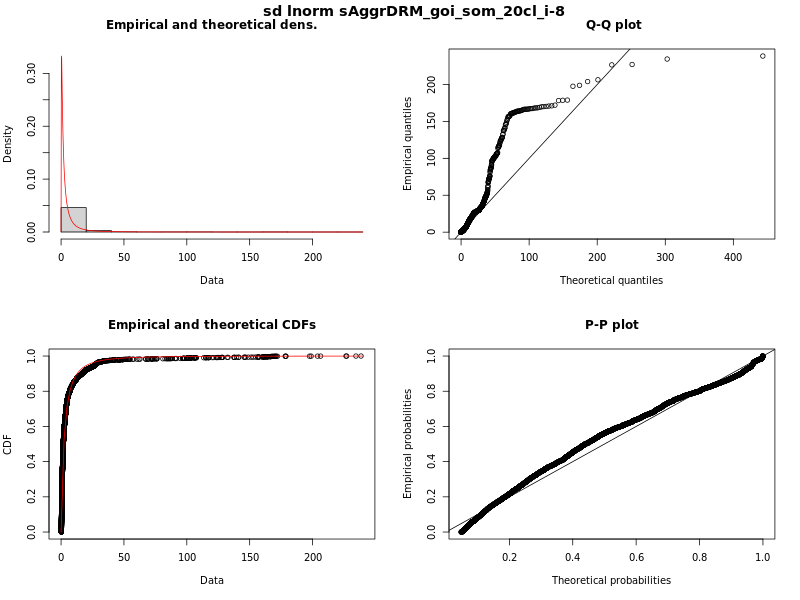 sd lnorm sAggrDRM_goi_som_20cl_i-8
Empirical and theoretical dens.
Density
0.00 0.10 0.20 0.30
0 50 100 150 200
Data
Q-Q plot
Empirical quantiles
0 50 100 150 200
0 100 200 300 400
Theoretical quantiles
Empirical and theoretical CDFs
CDF
0.0 0.2 0.4 0.6 0.8 1.0
0 50 100 150 200
Data
P-P plot
Empirical probabilities
0.0 0.2 0.4 0.6 0.8 1.0
0.2 0.4 0.6 0.8 1.0
Theoretical probabilities